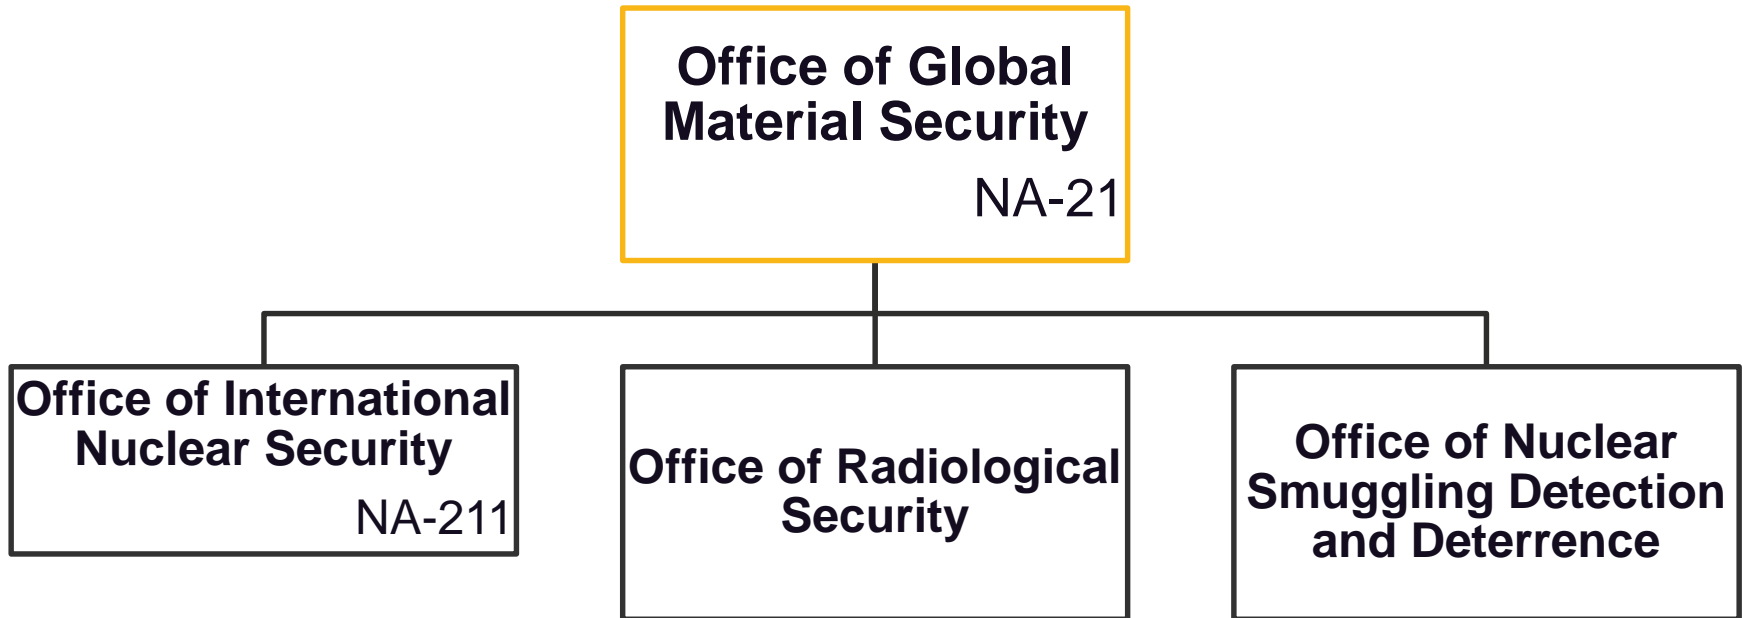 Office of Global
Material Security
NA-21
Office of International
Nuclear Security
NA-211
Office of Radiological
Security
Office of Nuclear
Smuggling Detection
and Deterrence